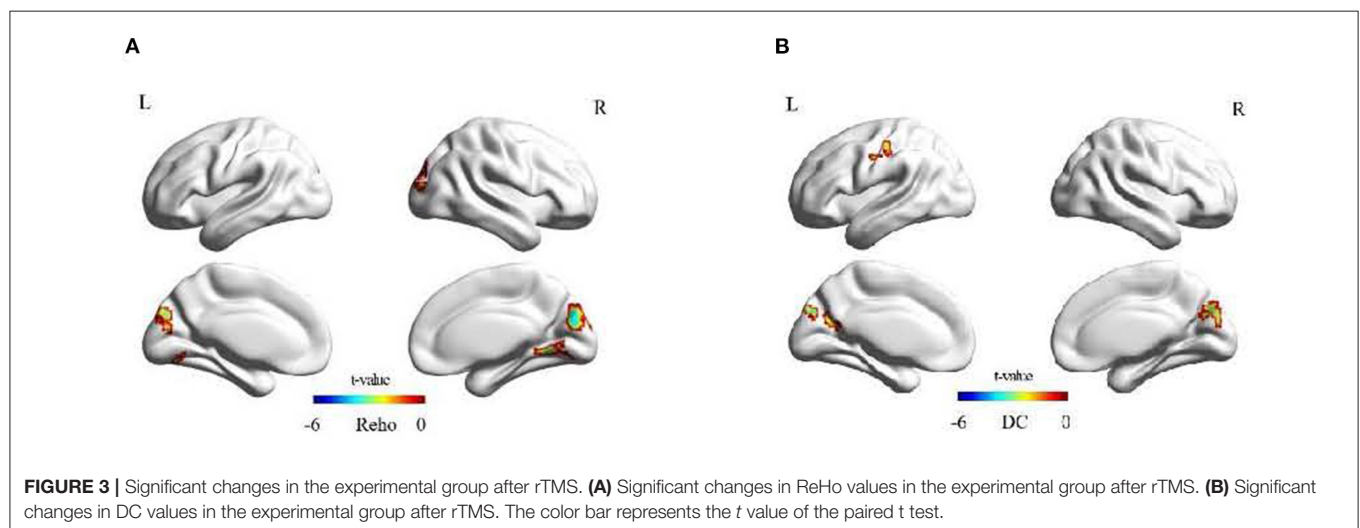 A
B
L
R
L
R
t-value
-6 Reho 0
t-value
-6 DC 0
FIGURE 3 | Significant changes in the experimental group after rTMS. (A) Significant changes in ReHo values in the experimental group after rTMS. (B) Significant
changes in DC values in the experimental group after rTMS. The color bar represents the t value of the paired t test.